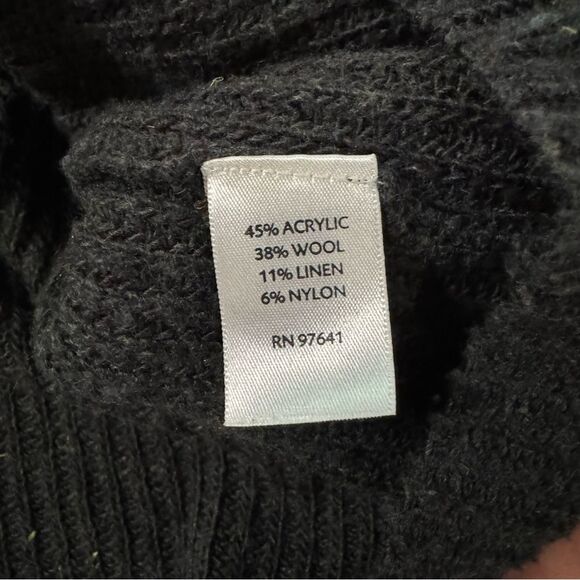 45% ACRYLIC
38% WOOL
11% LINEN
6% NYLON
RN 97641